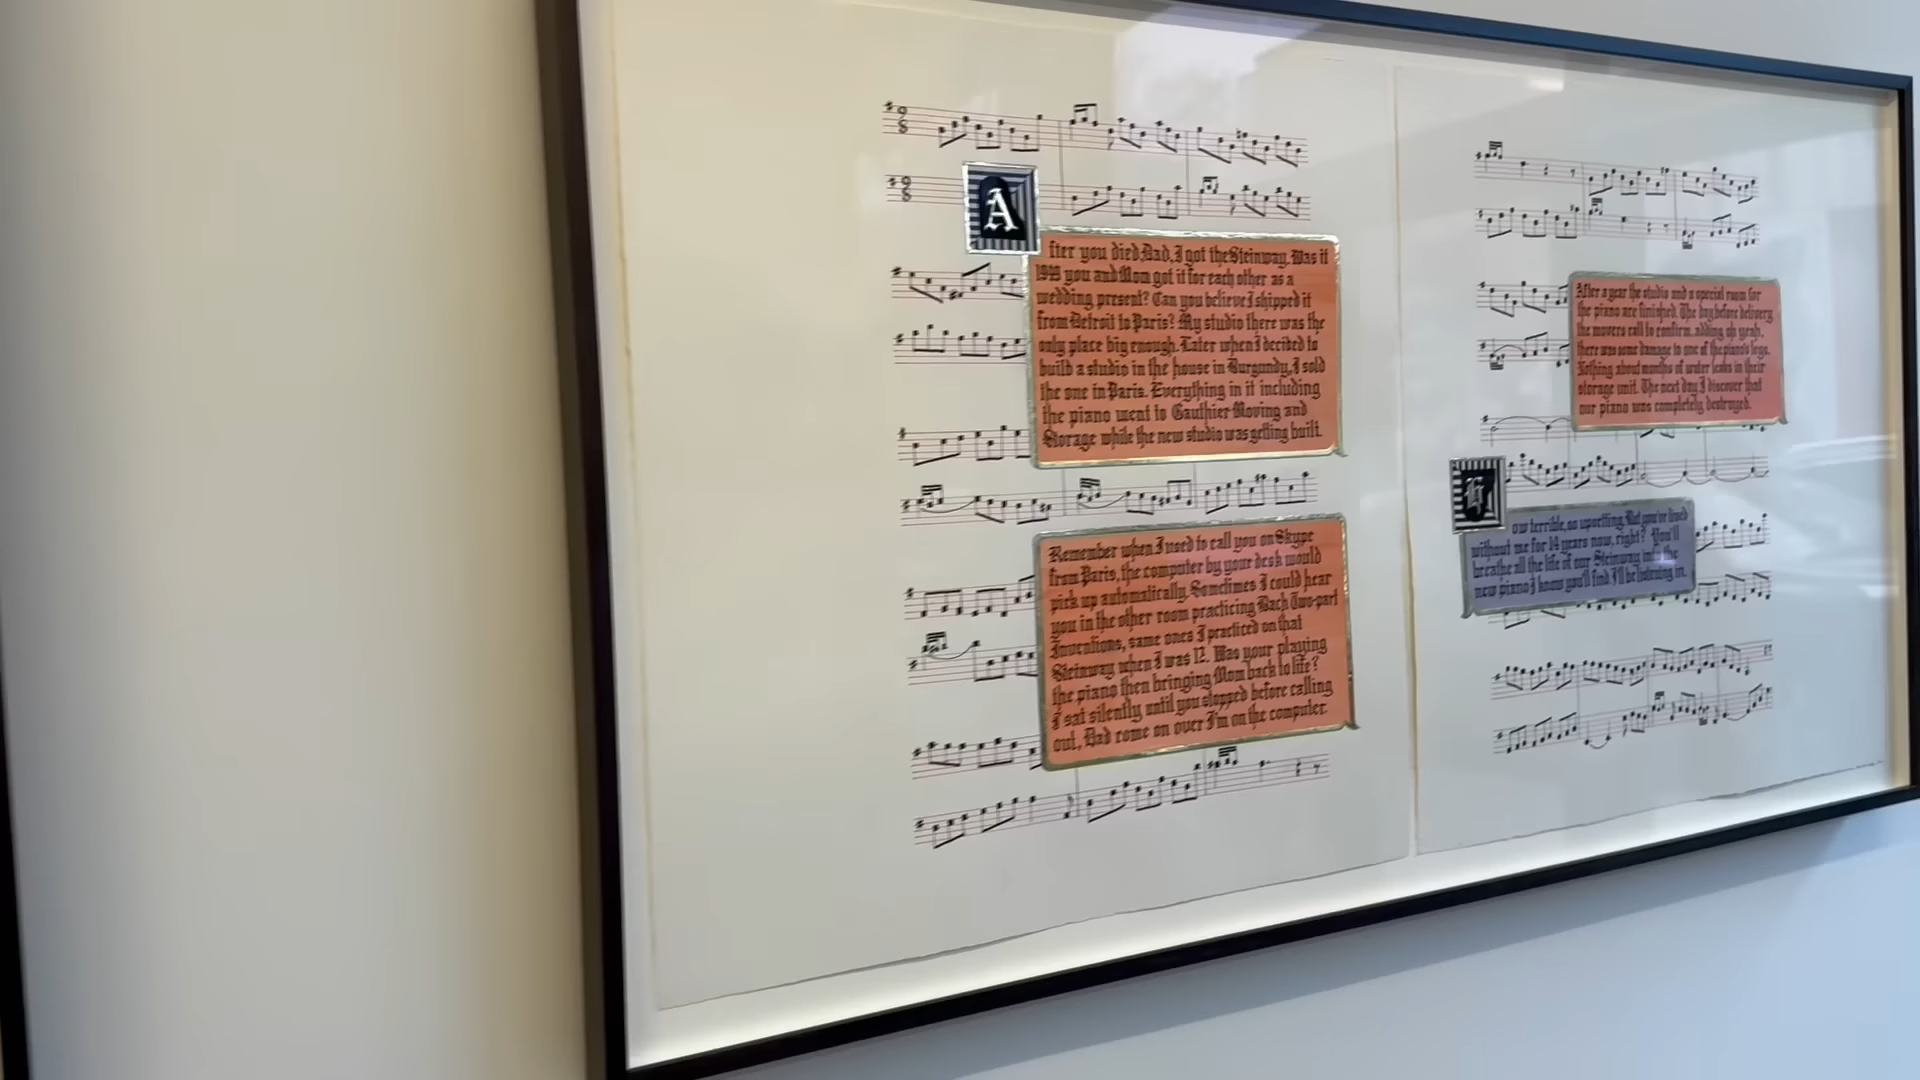 After you died Dad, I got the Steinway. Was it
1949 you and Mom got it for each other as a
wedding present? Can you believe I shipped it
from Detroit to Paris? My studio there was the
only place big enough. Later when I decided to
build a studio in the house in Burgundy, I sold
the one in Paris. Everything in it including
the piano went to Gauthier Moving and
Storage while the new studio was getting built.
Remember when I used to call you on Skype
from Paris, the computer by your desk would
pick up automatically. Sometimes I could hear
you in the other room practicing Bach Two-part
Inventions, same ones I practiced on that
Steinway when I was 12. Was your playing
the piano then bringing Mom back to life?
I sat silently until you stopped before calling
out, Dad come on over I'm on the computer.
After a year the studio and a special room for
the piano are finished. The day before delivery
the movers call to confirm, adding oh yeah,
there was some damage to one of the piano's legs.
Nothing about months of water leaks in their
storage unit. The next day I discover that
our piano was completely destroyed.
How terrible, so upsetting. But you've lived
without me for 14 years now, right? You'll
breathe all the life of our Steinway into the
new piano I know you'll find. I'll be listening in.